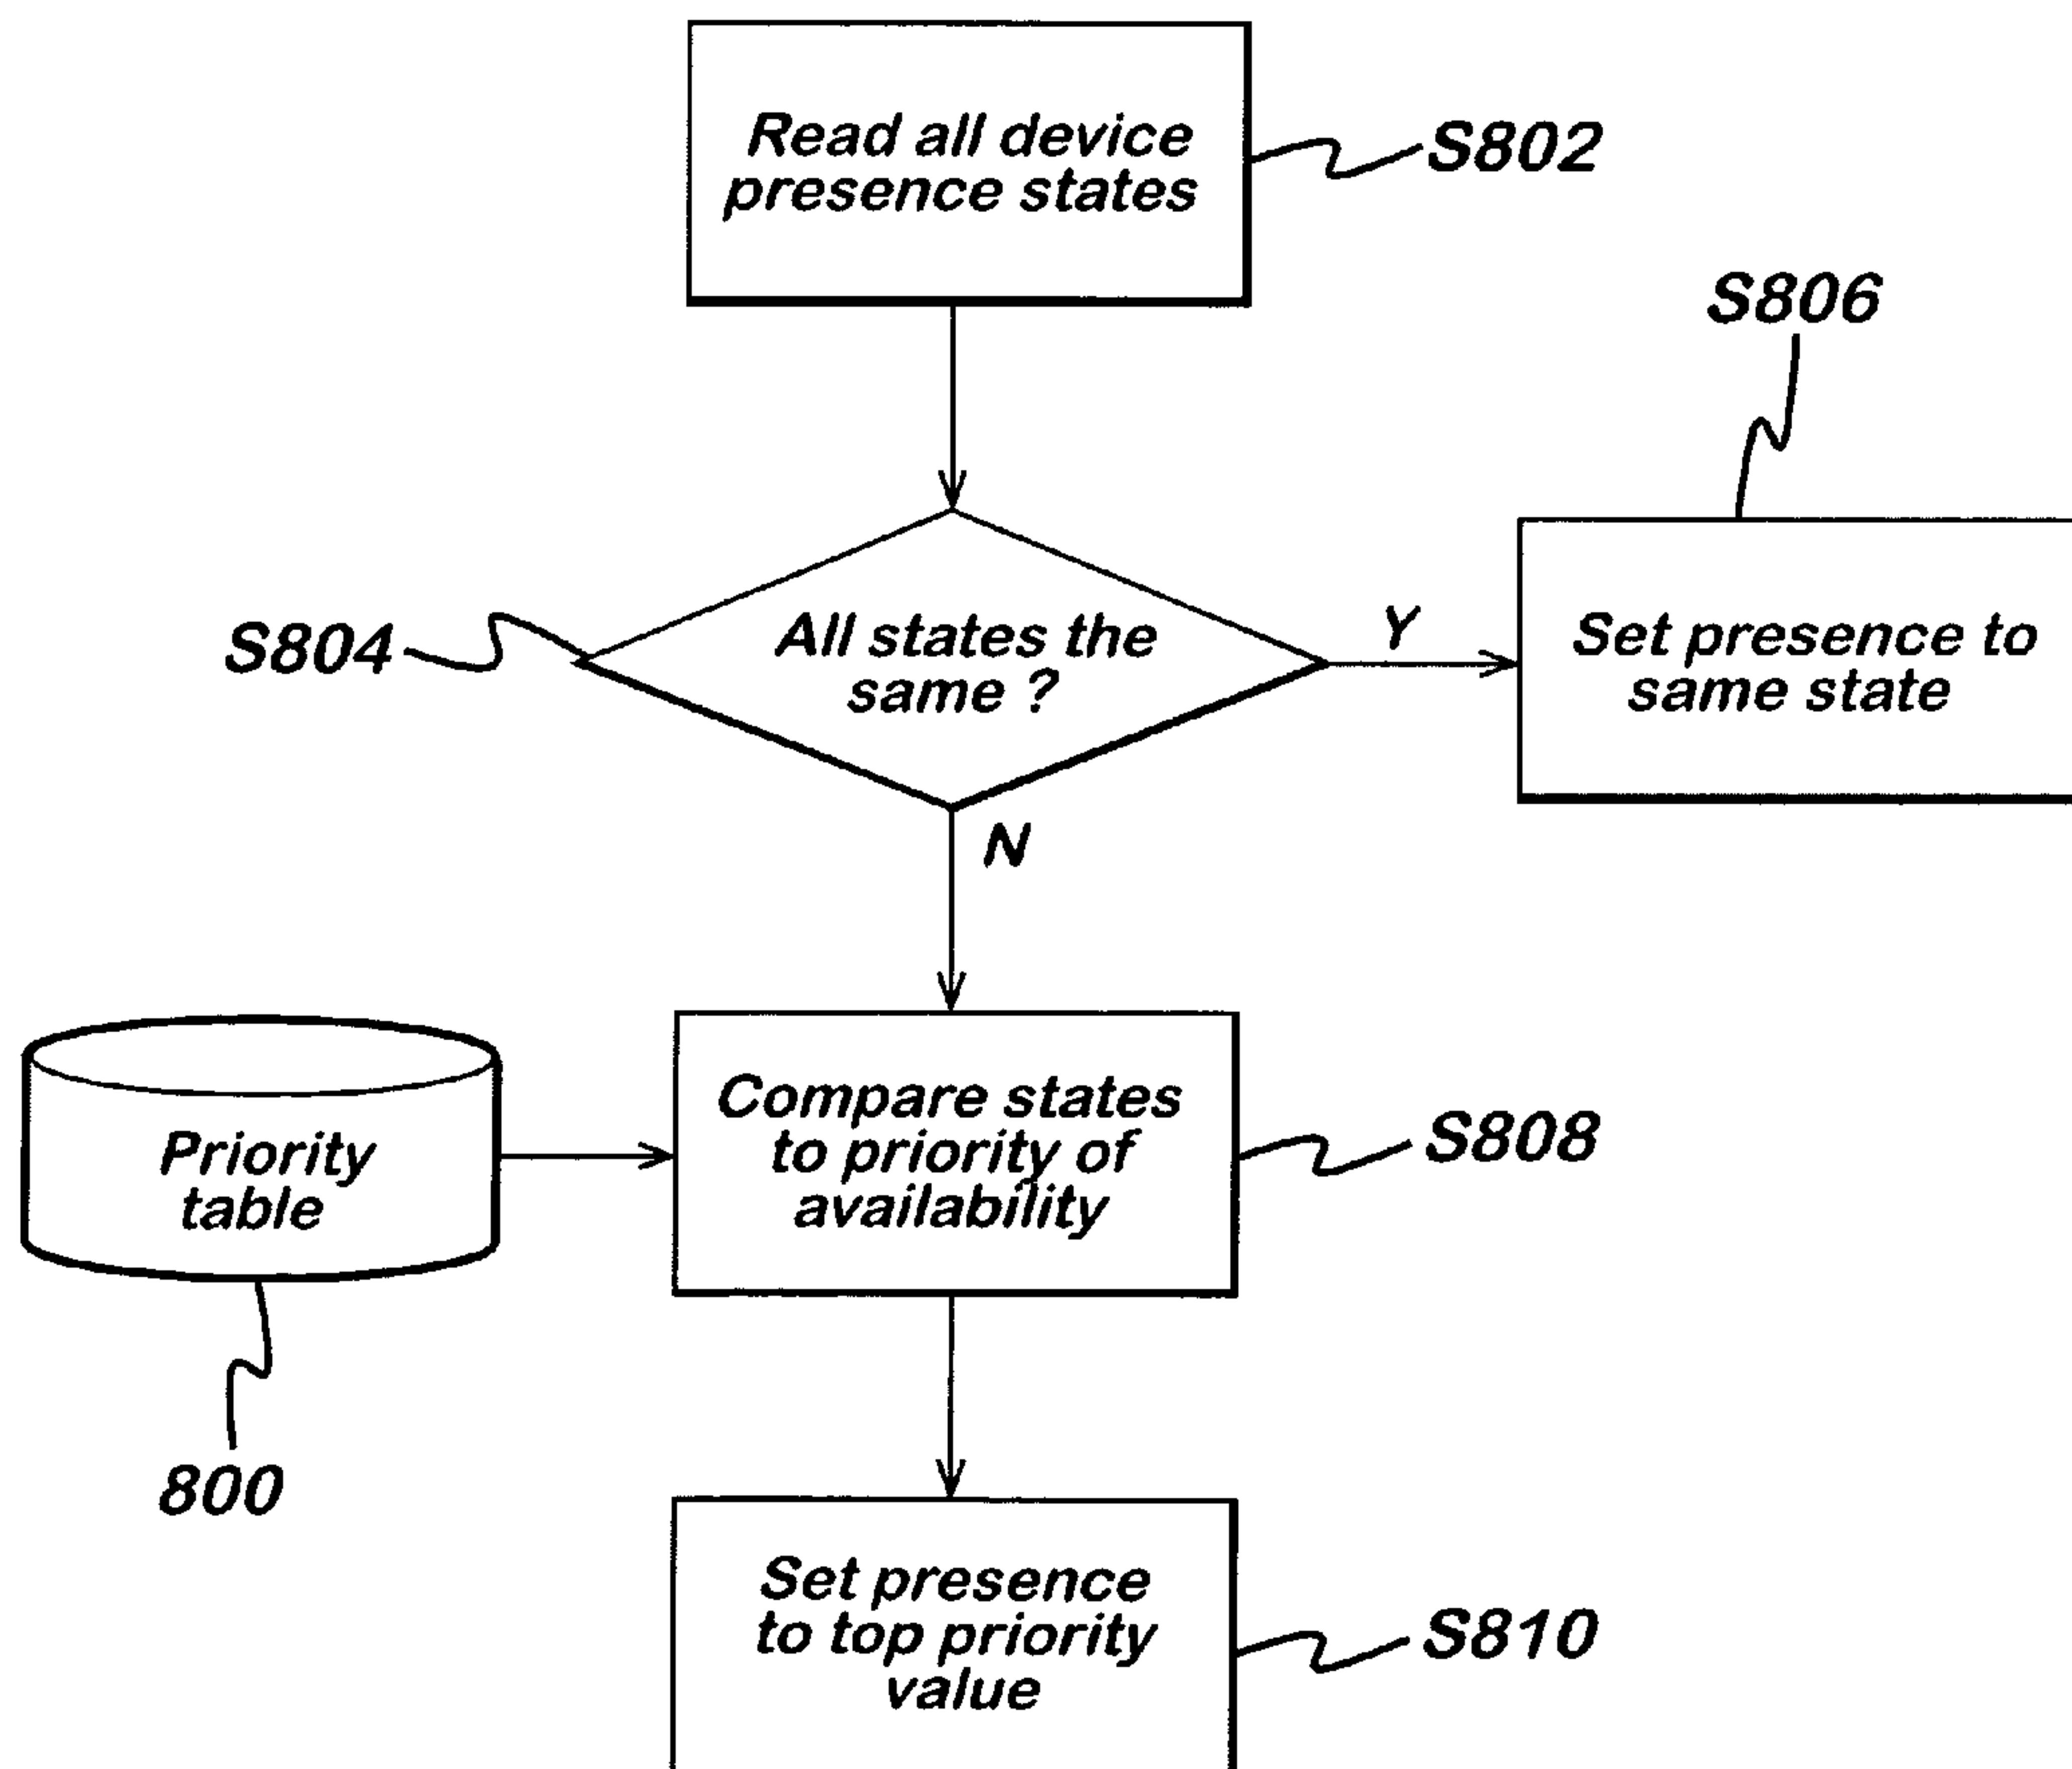 Read all device
presence states
S802
S806
S804
All states the
same ?
Y
Set presence to
same state
N
Priority
table
Compare states
to priority of
availability
S808
800
Set presence
to top priority
value
S810